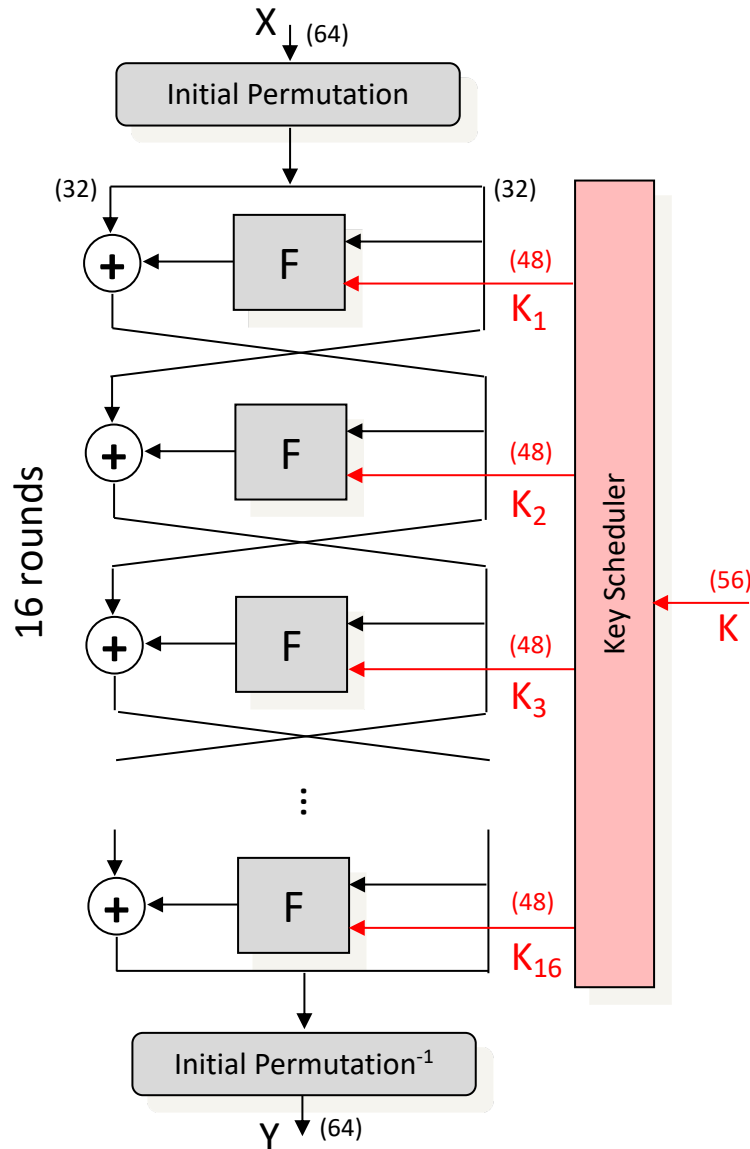 X (64)
Initial Permutation
(32) (32)
+ F (48)
K1
+ F (48)
K2
16 rounds
Key Scheduler
(56)
K
+ F (48)
K3
...
+ F (48)
K16
Initial Permutation-1
Y (64)